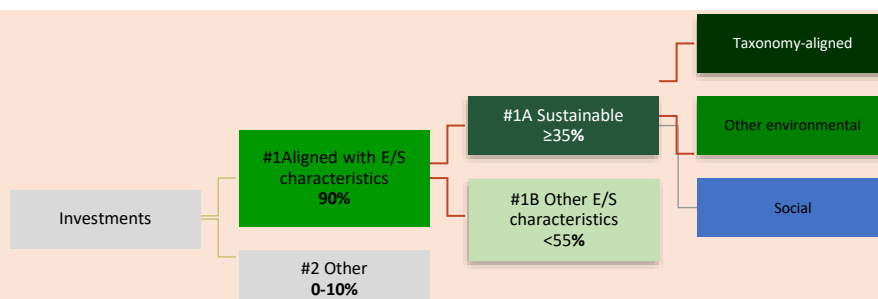 Taxonomy-aligned
#1A Sustainable
≥35%
Other environmental
#1Aligned with E/S
characteristics
90%
#1B Other E/S
characteristics
<55%
Social
Investments
#2 Other
0-10%